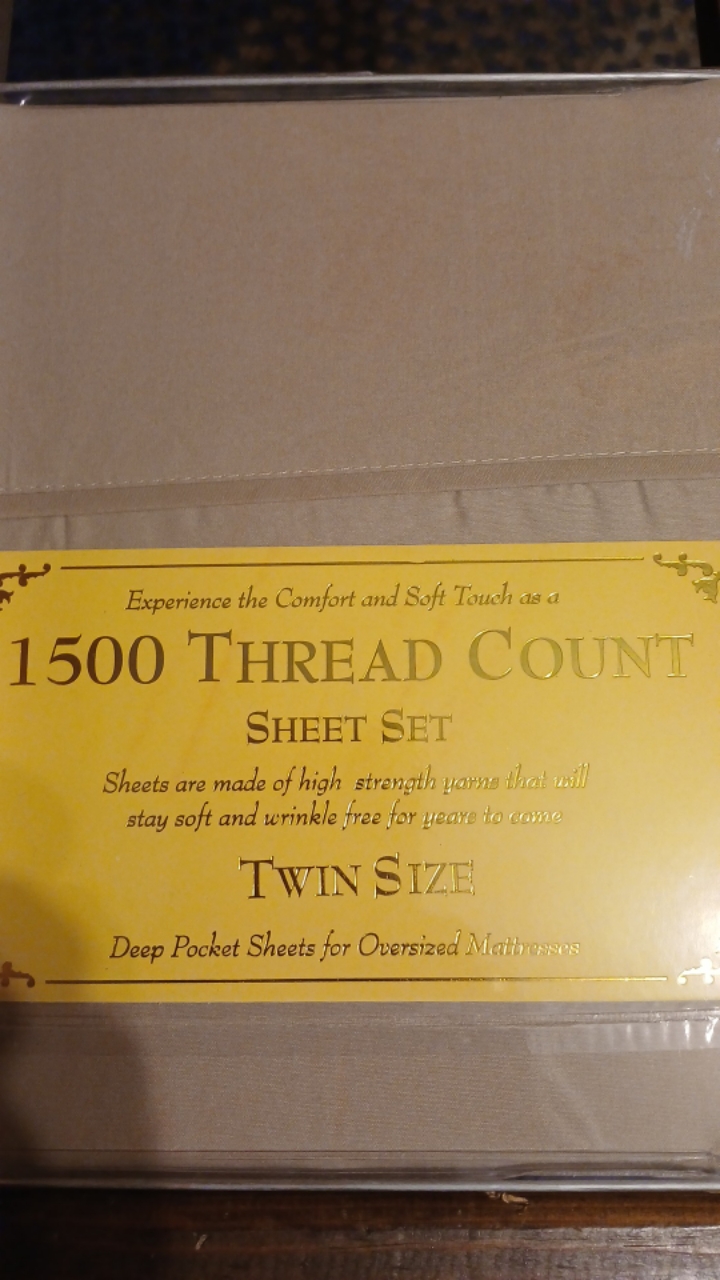 Experience the Comfort and Soft Touch as a
1500 THREAD COUNT
SHEET SET
Sheets are made of high strength yarns that will
stay soft and wrinkle free for years to come
TWIN SIZE
Deep Pocket Sheets for Oversized Mattresses